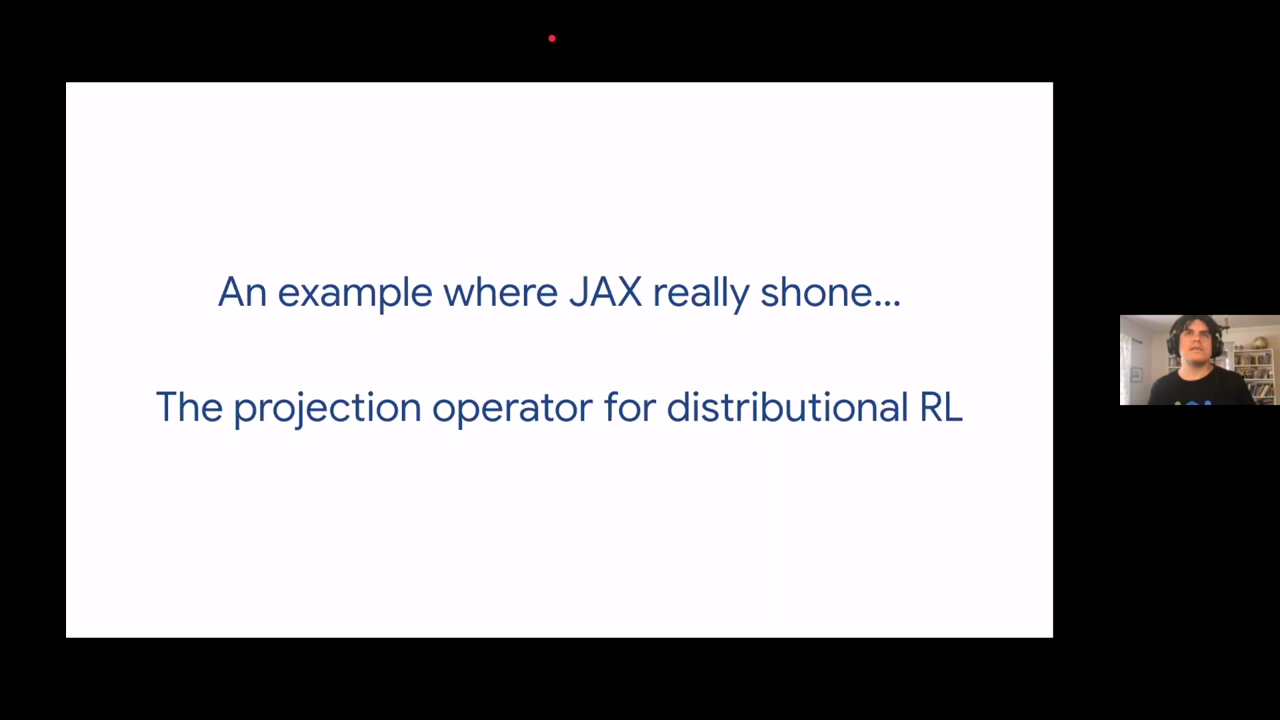 An example where JAX really shone...
The projection operator for distributional RL